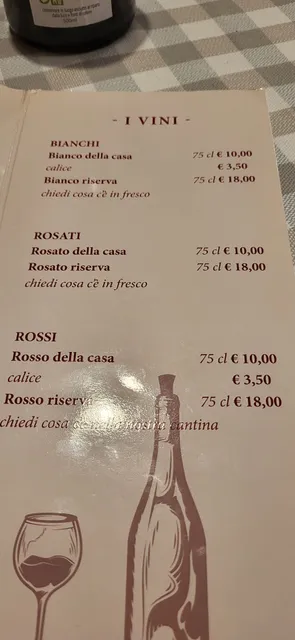 - I VINI -
BIANCHI
Bianco della casa 75 cl € 10,00
calice € 3,50
Bianco riserva 75 cl € 18,00
chiedi cosa c'è in fresco
ROSATI
Rosato della casa 75 cl € 10,00
Rosato riserva 75 cl € 18,00
chiedi cosa c'è in fresco
ROSSI
Rosso della casa 75 cl € 10,00
calice € 3,50
Rosso riserva 75 cl € 18,00
chiedi cosa nostra cantina